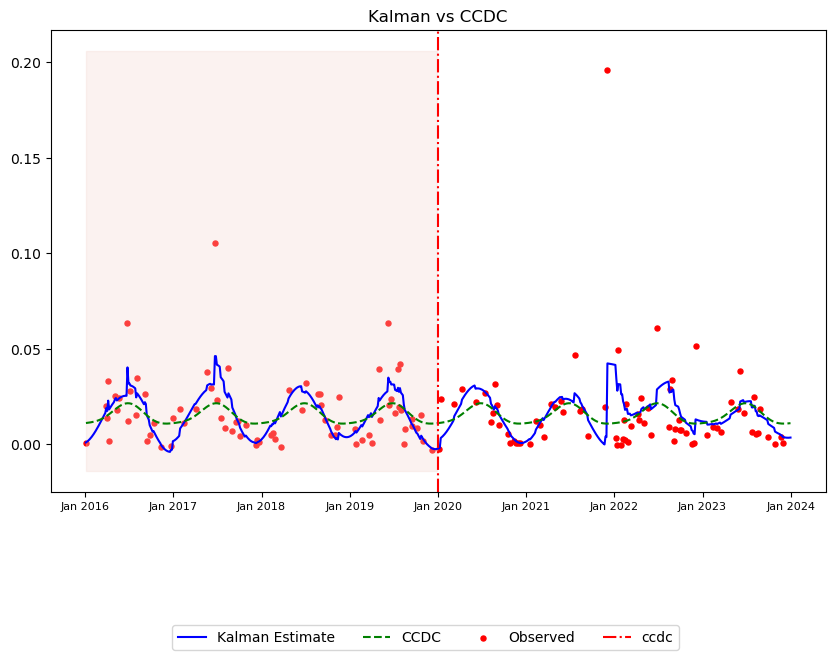 Kalman vs CCDC
0.20
0.15
0.10
0.05
0.00
Jan 2016 Jan 2017 Jan 2018 Jan 2019 Jan 2020 Jan 2021 Jan 2022 Jan 2023 Jan 2024
Kalman Estimate CCDC Observed ccdc